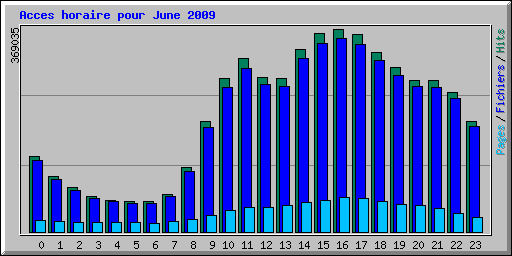 Acces horaire pour June 2009
369035
Pages / Fichiers / Hits
0 1 2 3 4 5 6 7 8 9 10 11 12 13 14 15 16 17 18 19 20 21 22 23